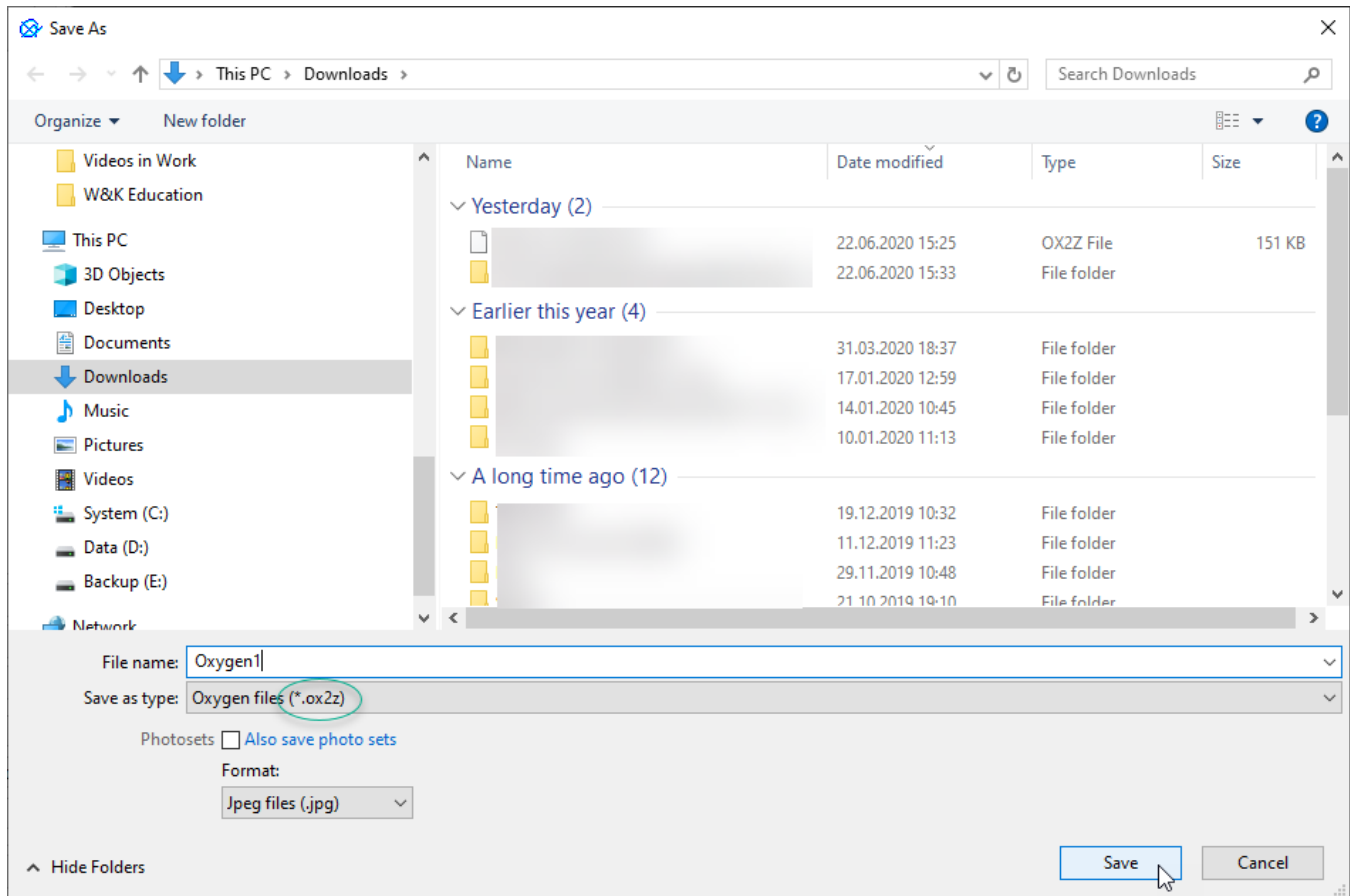 Save As
This PC > Downloads >
Search Downloads
Organize
New folder
?
Videos in Work
W&K Education
This PC
3D Objects
Desktop
Documents
Downloads
Music
Pictures
Videos
System (C:)
Data (D:)
Backup (E:)
Network
Name Date modified Type Size
Yesterday (2)
22.06.2020 15:25 OX2Z File 151 KB
22.06.2020 15:33 File folder
Earlier this year (4)
31.03.2020 18:37 File folder
17.01.2020 12:59 File folder
14.01.2020 10:45 File folder
10.01.2020 11:13 File folder
A long time ago (12)
19.12.2019 10:32 File folder
11.12.2019 11:23 File folder
29.11.2019 10:48 File folder
21.10.2019 19:10 File folder
File name: Oxygen1
Save as type: Oxygen files (*.ox2z)
Photosets Also save photo sets
Format:
Jpeg files (.jpg)
Hide Folders
Save
Cancel